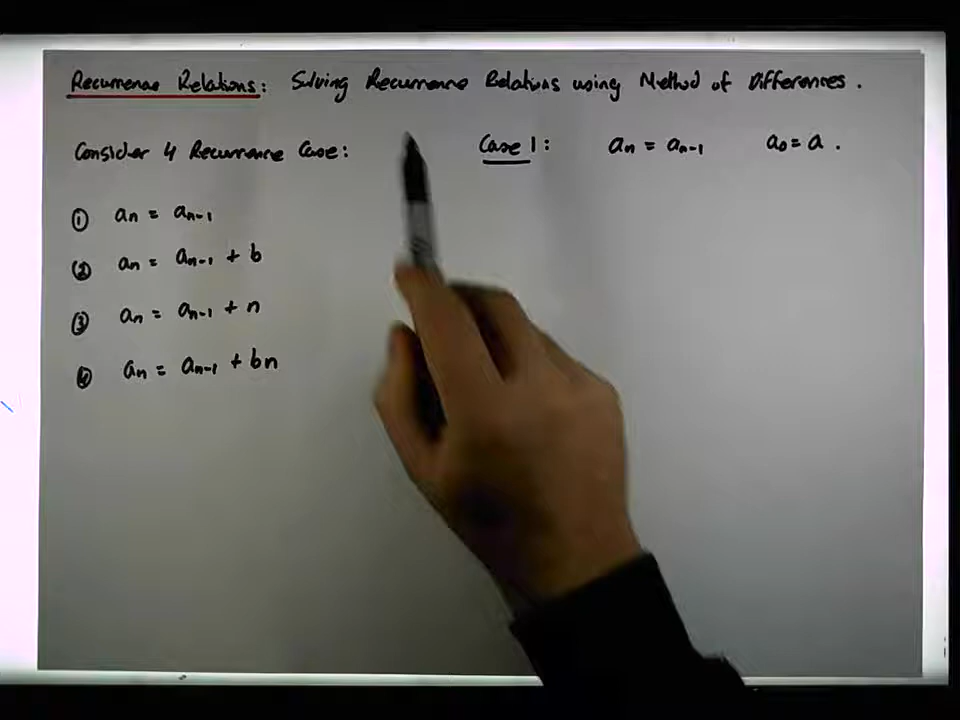 Recurrence Relations: Solving Recurrence Relations using Method of Differences.
Consider 4 Recurrence Case:
① an = an-1
② an = an-1 + b
③ an = an-1 + n
④ an = an-1 + bn
Case 1: an = an-1 a0 = a.